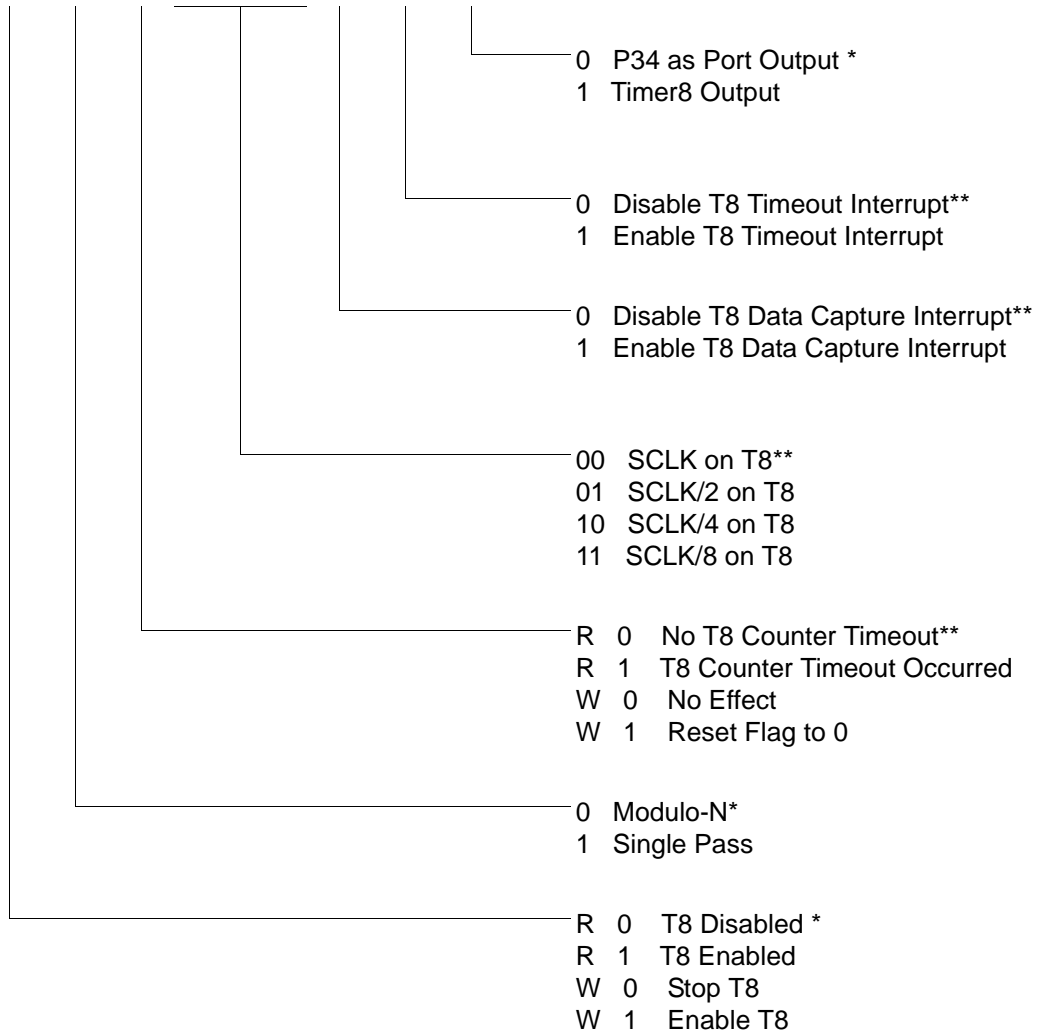 0 P34 as Port Output *
1 Timer8 Output
0 Disable T8 Timeout Interrupt**
1 Enable T8 Timeout Interrupt
0 Disable T8 Data Capture Interrupt**
1 Enable T8 Data Capture Interrupt
00 SCLK on T8**
01 SCLK/2 on T8
10 SCLK/4 on T8
11 SCLK/8 on T8
R 0 No T8 Counter Timeout**
R 1 T8 Counter Timeout Occurred
W 0 No Effect
W 1 Reset Flag to 0
0 Modulo-N*
1 Single Pass
R 0 T8 Disabled *
R 1 T8 Enabled
W 0 Stop T8
W 1 Enable T8